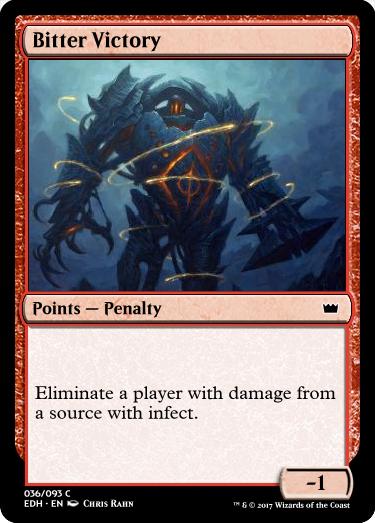 Bitter Victory
Points — Penalty
Eliminate a player with damage from
a source with infect.
–1
036/093 C
EDH • EN Chris Rahn
™ & © 2017 Wizards of the Coast